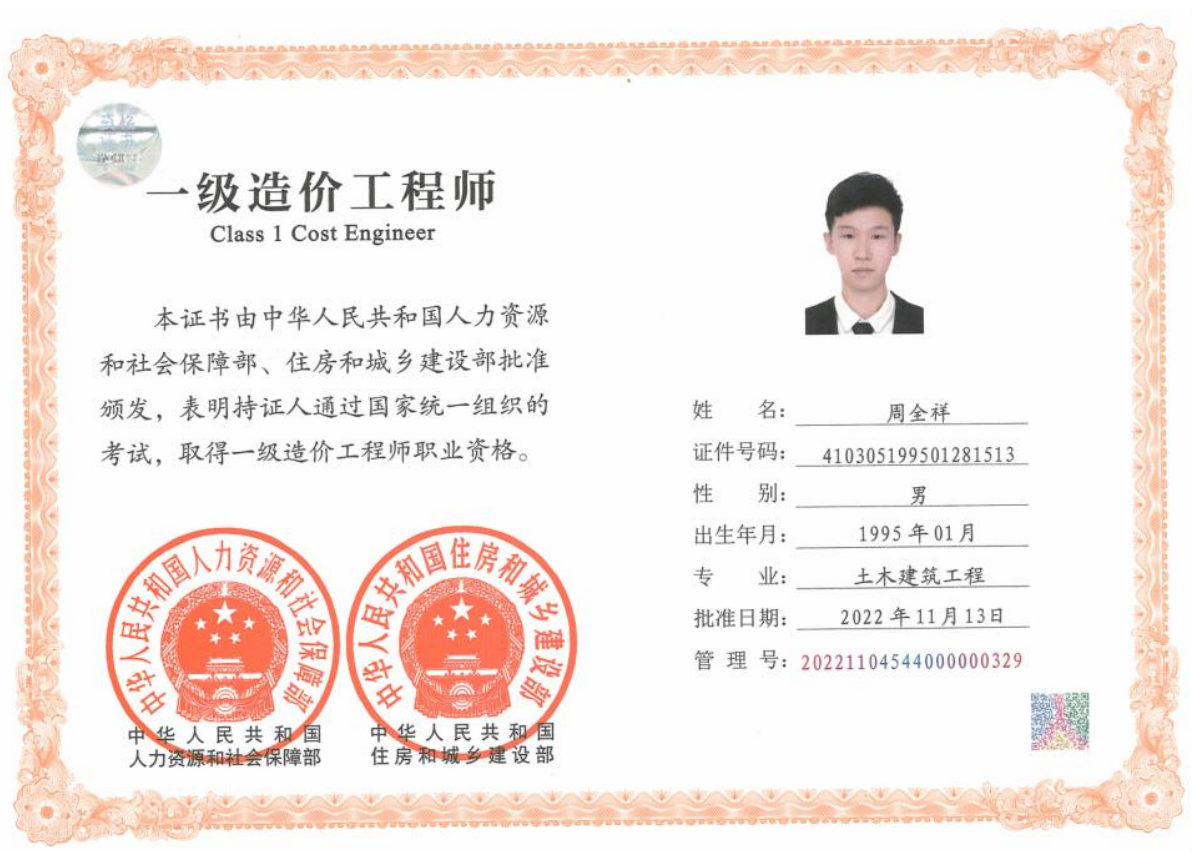 一级造价工程师
Class 1 Cost Engineer
本证书由中华人民共和国人力资源
和社会保障部、住房和城乡建设部批准
颁发，表明持证人通过国家统一组织的
考试，取得一级造价工程师职业资格。
中华人民共和国人力资源和社会保障部
中华人民共和国住房和城乡建设部
中华人民共和国
人力资源和社会保障部
中华人民共和国
住房和城乡建设部
姓 名: 周全祥
证件号码: 410305199501281513
性 别: 男
出生年月: 1995年01月
专 业: 土木建筑工程
批准日期: 2022年11月13日
管 理 号: 20221104544000000329